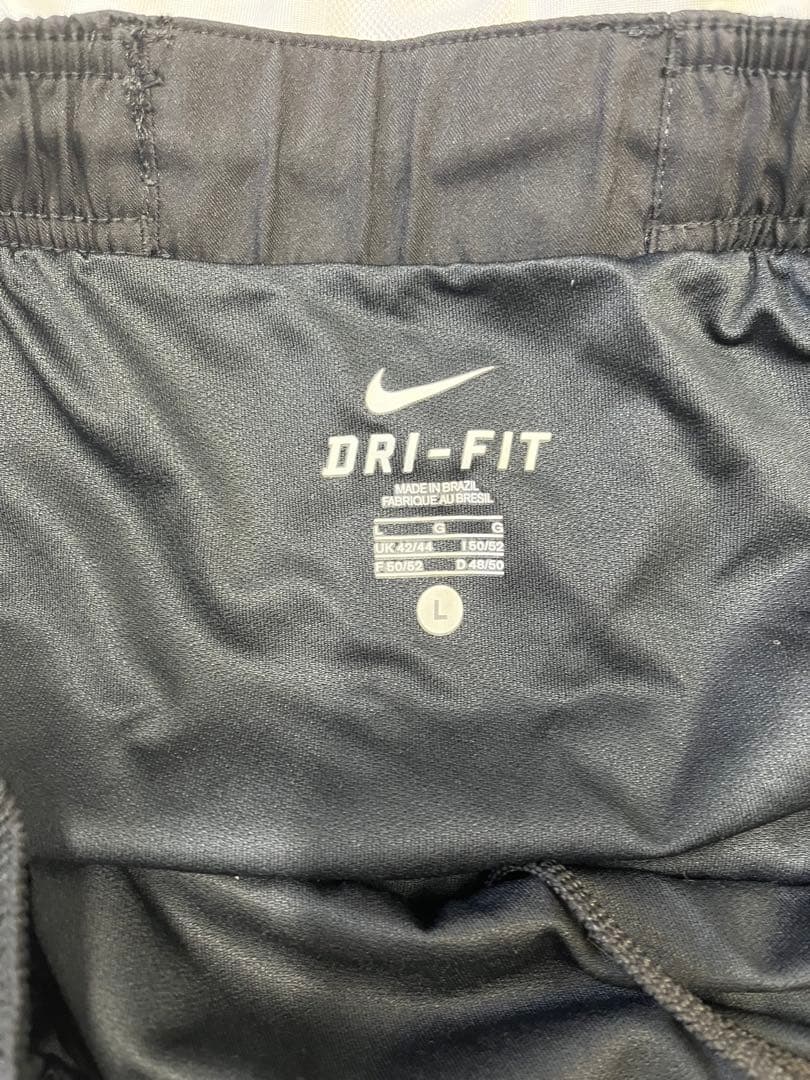 DRI-FIT
MADE IN BRAZIL
FABRIQUE AU BRESIL
L G G
UK 42/44 I 50/52
F 50/52 D 48/50
L